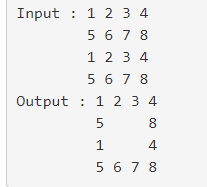 Input : 1 2 3 4
        5 6 7 8
        1 2 3 4
        5 6 7 8
Output : 1 2 3 4
         5     8
         1     4
         5 6 7 8